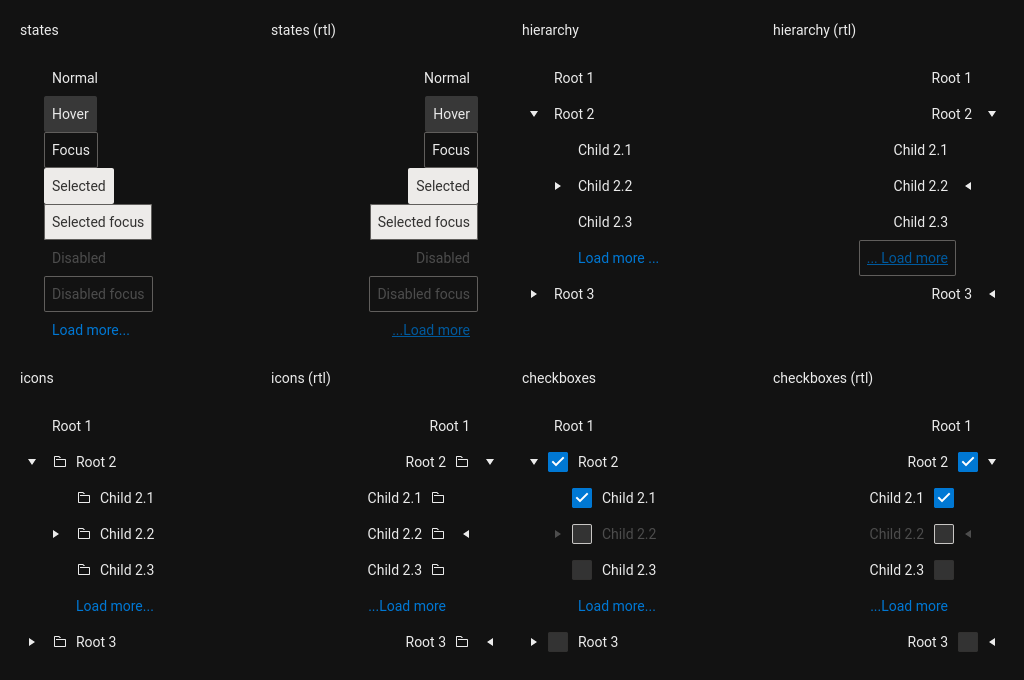 states
Normal
Hover
Focus
Selected
Selected focus
Disabled
Disabled focus
Load more...
states (rtl)
Normal
Hover
Focus
Selected
Selected focus
Disabled
Disabled focus
...Load more
hierarchy
Root 1
Root 2
Child 2.1
Child 2.2
Child 2.3
Load more ...
Root 3
hierarchy (rtl)
Root 1
Root 2
Child 2.1
Child 2.2
Child 2.3
... Load more
Root 3
icons
Root 1
Root 2
Child 2.1
Child 2.2
Child 2.3
Load more...
Root 3
icons (rtl)
Root 1
Root 2
Child 2.1
Child 2.2
Child 2.3
...Load more
Root 3
checkboxes
Root 1
Root 2
Child 2.1
Child 2.2
Child 2.3
Load more...
Root 3
checkboxes (rtl)
Root 1
Root 2
Child 2.1
Child 2.2
Child 2.3
...Load more
Root 3